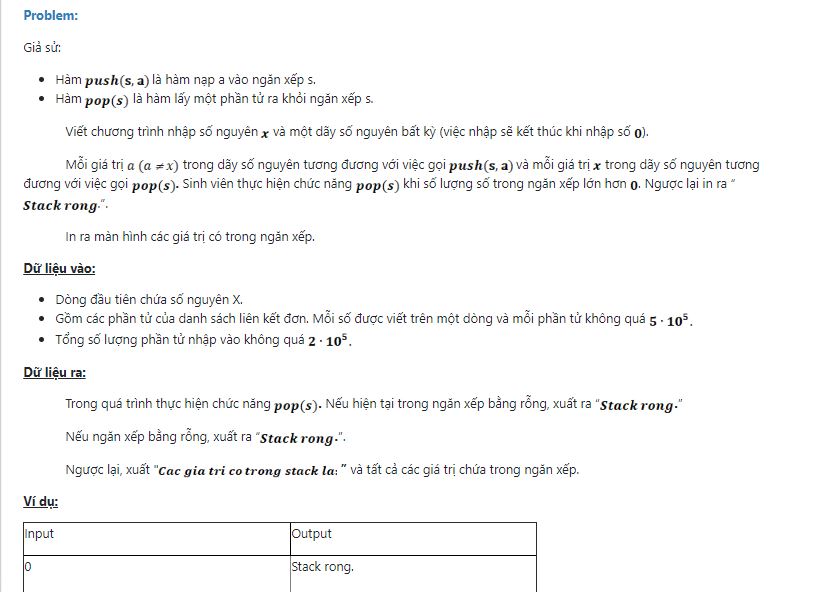 Problem:
Giả sử:
• Hàm push(s, a) là hàm nạp a vào ngăn xếp s.
• Hàm pop(s) là hàm lấy một phần tử ra khỏi ngăn xếp s.
Viết chương trình nhập số nguyên x và một dãy số nguyên bất kỳ (việc nhập sẽ kết thúc khi nhập số 0).
Mỗi giá trị a (a ≠ x) trong dãy số nguyên tương đương với việc gọi push(s, a) và mỗi giá trị x trong dãy số nguyên tương
đương với việc gọi pop(s). Sinh viên thực hiện chức năng pop(s) khi số lượng số trong ngăn xếp lớn hơn 0. Ngược lại in ra "
Stack rong.".
In ra màn hình các giá trị có trong ngăn xếp.
Dữ liệu vào:
• Dòng đầu tiên chứa số nguyên X.
• Gồm các phần tử của danh sách liên kết đơn. Mỗi số được viết trên một dòng và mỗi phần tử không quá 5 · 10⁵.
• Tổng số lượng phần tử nhập vào không quá 2 · 10⁵.
Dữ liệu ra:
Trong quá trình thực hiện chức năng pop(s). Nếu hiện tại trong ngăn xếp bằng rỗng, xuất ra "Stack rong."
Nếu ngăn xếp bằng rỗng, xuất ra "Stack rong.".
Ngược lại, xuất "Cac gia tri co trong stack la: " và tất cả các giá trị chứa trong ngăn xếp.
Ví dụ:
Input Output
0 Stack rong.